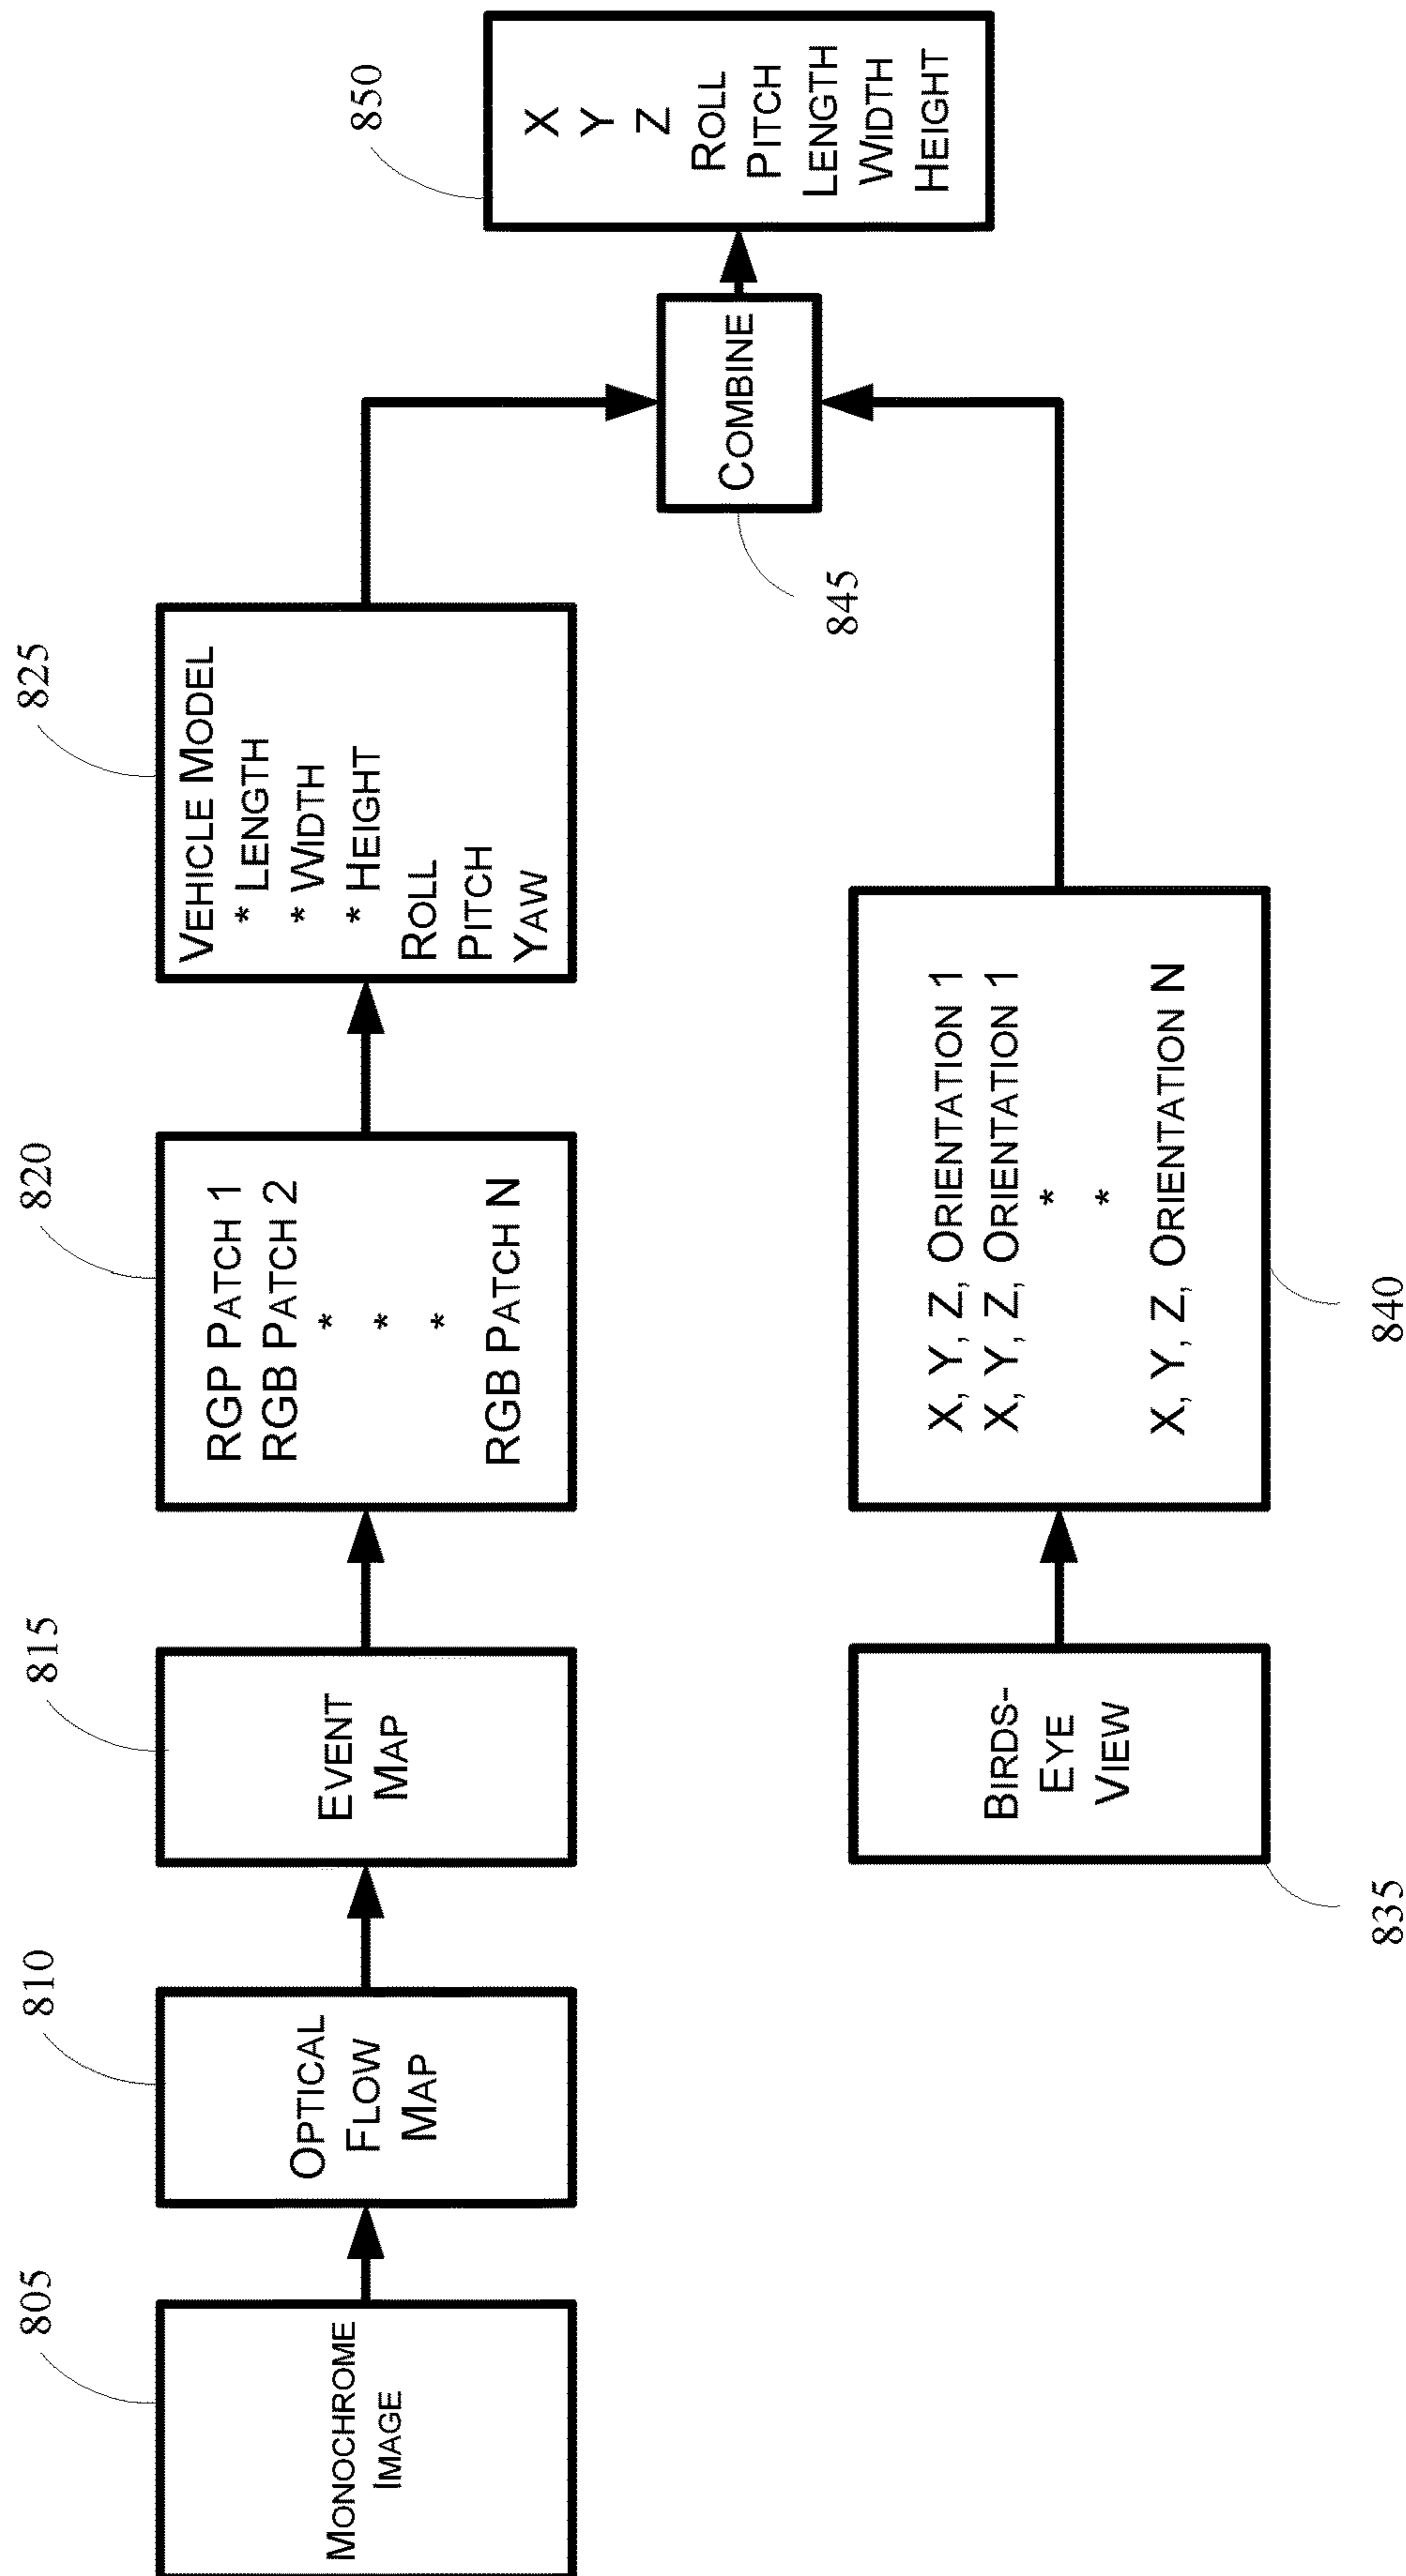 805
MONOCHROME
IMAGE
810
OPTICAL
FLOW
MAP
815
EVENT
MAP
820
RGP PATCH 1
RGB PATCH 2
*
*
*
RGB PATCH N
825
VEHICLE MODEL
* LENGTH
* WIDTH
* HEIGHT
ROLL
PITCH
YAW
835
BIRDS-
EYE
VIEW
840
X, Y, Z, ORIENTATION 1
X, Y, Z, ORIENTATION 1
*
*
X, Y, Z, ORIENTATION N
845
COMBINE
850
X
Y
Z
ROLL
PITCH
LENGTH
WIDTH
HEIGHT